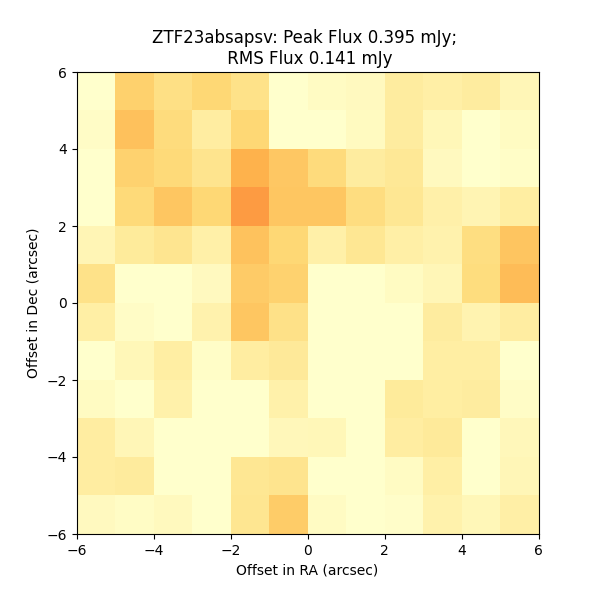 ZTF23absapsv: Peak Flux 0.395 mJy;
RMS Flux 0.141 mJy
6
4
2
0
−2
−4
−6
Offset in Dec (arcsec)
−6 −4 −2 0 2 4 6
Offset in RA (arcsec)